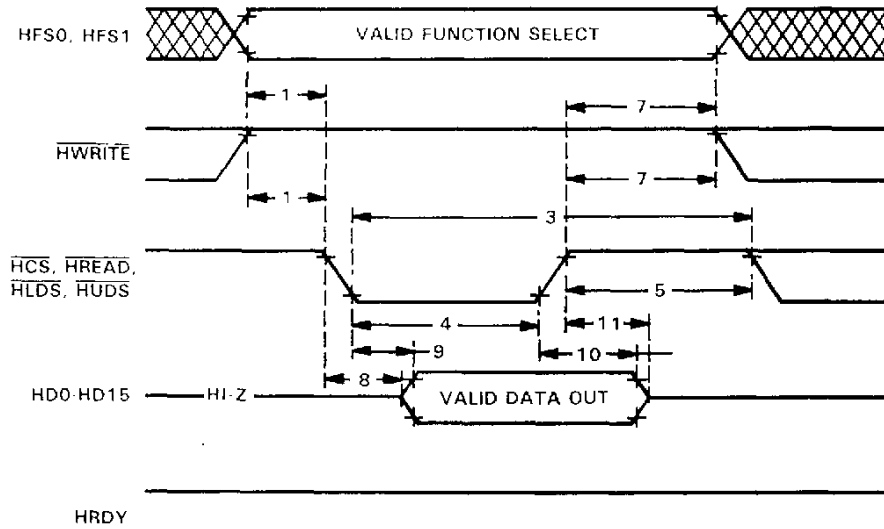 HFS0, HFS1
VALID FUNCTION SELECT
1
7
HWRITE
1
7
3
HCS, HREAD,
HLDS, HUDS
5
4
11
9
10
8
HD0-HD15
HI-Z
VALID DATA OUT
HRDY